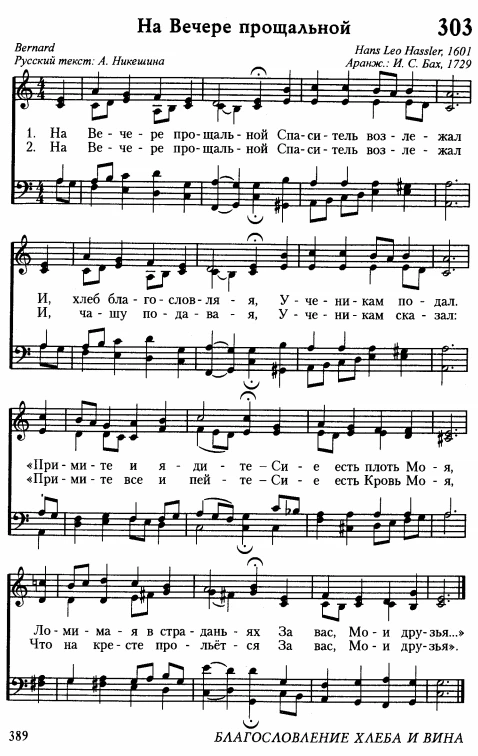 На Вечере прощальной 303
Bernard Hans Leo Hassler, 1601
Русский текст: А. Никешина Аранж.: И. С. Бах, 1729
1. На Ве - че - ре про - щаль - ной Спа - си - тель воз - ле - жал
2. На Ве - че - ре про - щаль - ной Спа - си - тель воз - ле - жал
И, хлеб бла - го - слов - ля - я, У - че - ни - кам по - дал.
И, ча - шу по - да - ва - я, У - че - ни - кам ска - зал:
«При - ми - те и я - ди - те – Си - е есть плоть Мо - я,
«При - ми - те все и пей - те – Си - е есть Кровь Мо - я,
Ло - ми - ма - я в стра - дань - ях За вас, Мо - и дру - зья...»
Что на кре - сте про - льёт - ся За вас, Мо - и дру - зья».
389 БЛАГОСЛОВЛЕНИЕ ХЛЕБА И ВИНА